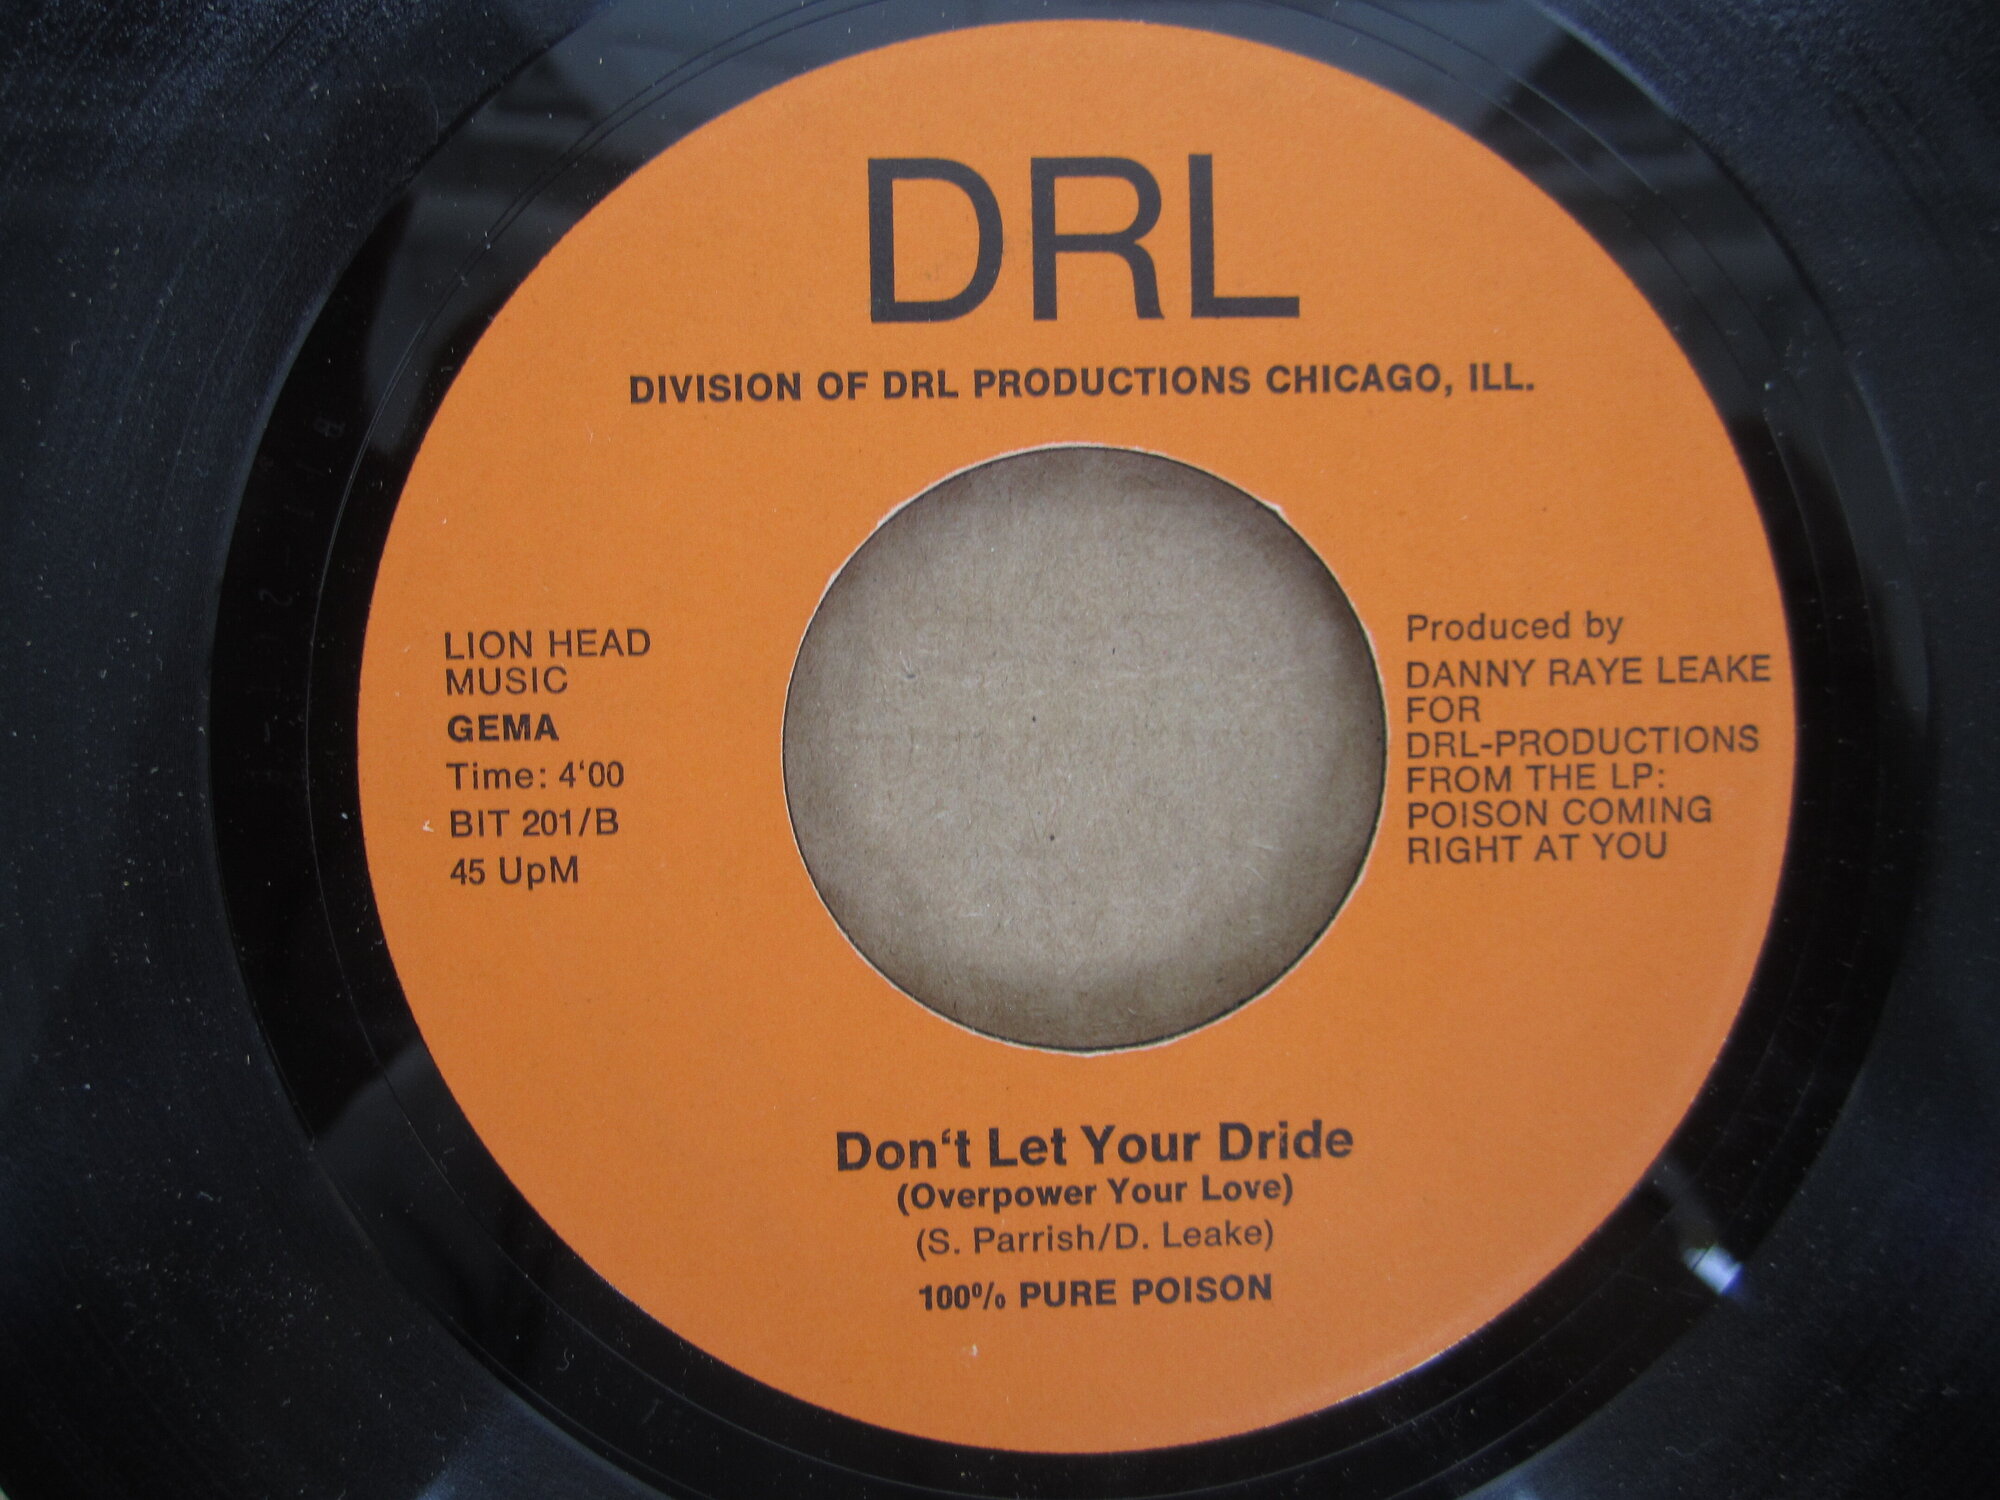 DRL
DIVISION OF DRL PRODUCTIONS CHICAGO, ILL.
LION HEAD
MUSIC
GEMA
Time: 4‘00
BIT 201/B
45 UpM
Produced by
DANNY RAYE LEAKE
FOR
DRL-PRODUCTIONS
FROM THE LP:
POISON COMING
RIGHT AT YOU
Don‘t Let Your Dride
(Overpower Your Love)
(S. Parrish/D. Leake)
100% PURE POISON